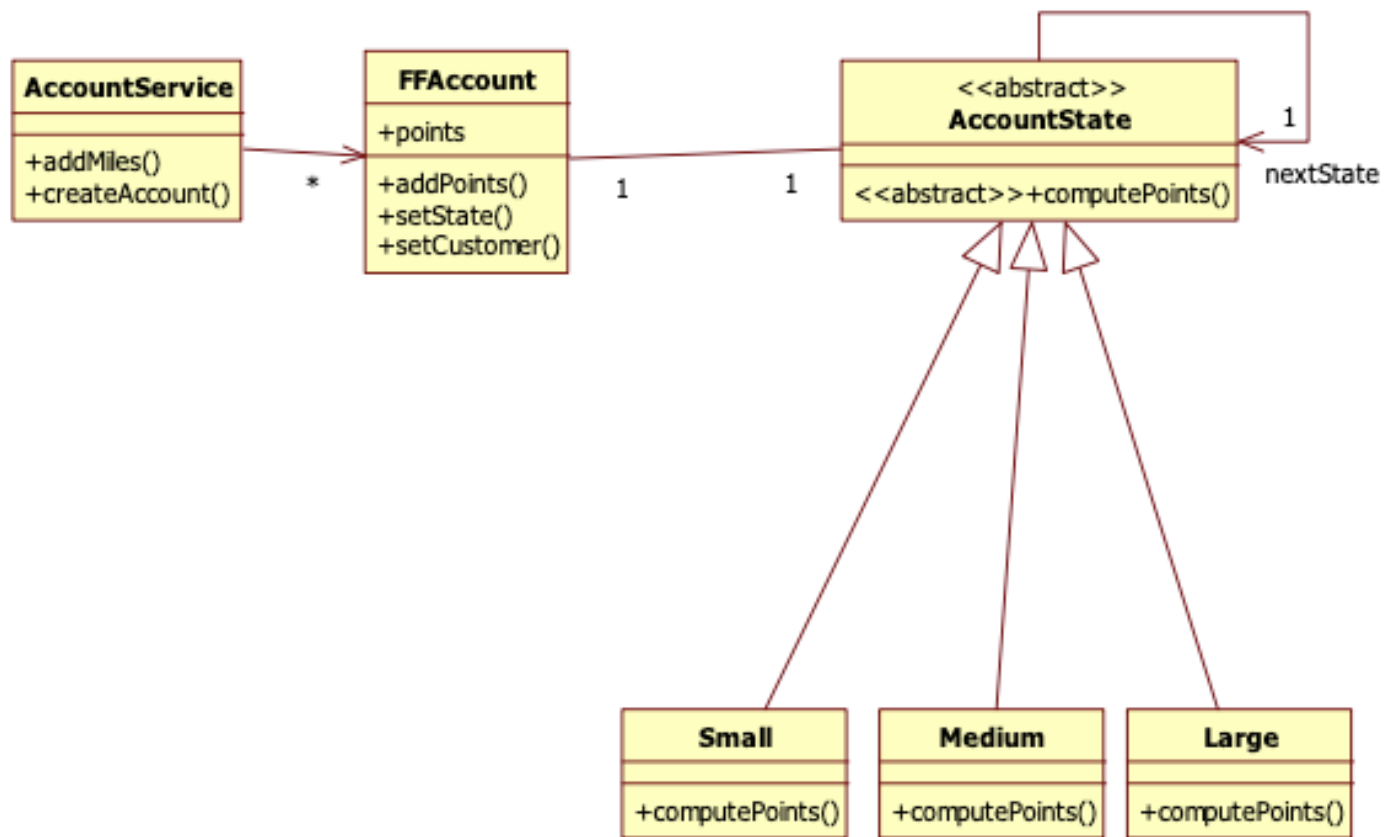 AccountService
+addMiles()
+createAccount()
*
FFAccount
+points
+addPoints()
+setState()
+setCustomer()
1
1
<<abstract>>
AccountState
<<abstract>>+computePoints()
1
nextState
Small
+computePoints()
Medium
+computePoints()
Large
+computePoints()